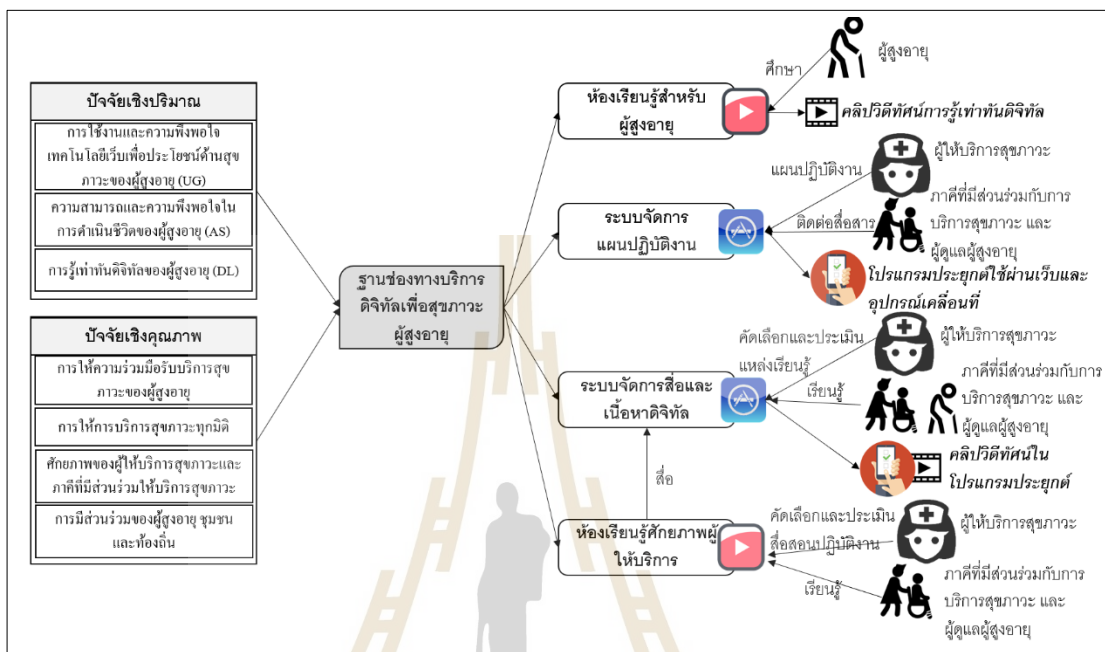 ปัจจัยเชิงปริมาณ
การใช้งานและความพึงพอใจ
เทคโนโลยีเว็บเพื่อประโยชน์ด้านสุข
ภาวะของผู้สูงอายุ (UG)
ความสามารถและความพึงพอใจใน
การดำเนินชีวิตของผู้สูงอายุ (AS)
การรู้เท่าทันดิจิทัลของผู้สูงอายุ (DL)
ปัจจัยเชิงคุณภาพ
การให้ความร่วมมือรับบริการสุข
ภาวะของผู้สูงอายุ
การให้การบริการสุขภาวะทุกมิติ
ศักยภาพของผู้ให้บริการสุขภาวะและ
ภาคีที่มีส่วนร่วมให้บริการสุขภาวะ
การมีส่วนร่วมของผู้สูงอายุ ชุมชน
และท้องถิ่น
ฐานช่องทางบริการ
ดิจิทัลเพื่อสุขภาวะ
ผู้สูงอายุ
ห้องเรียนรู้สำหรับ
ผู้สูงอายุ
ศึกษา
ผู้สูงอายุ
คลิปวิดีทัศน์การรู้เท่าทันดิจิทัล
ระบบจัดการ
แผนปฏิบัติงาน
แผนปฏิบัติงาน
ผู้ให้บริการสุขภาวะ
ติดต่อสื่อสาร
ภาคีที่มีส่วนร่วมกับการ
บริการสุขภาวะ และ
ผู้ดูแลผู้สูงอายุ
โปรแกรมประยุกต์ใช้ผ่านเว็บและ
อุปกรณ์เคลื่อนที่
ระบบจัดการสื่อและ
เนื้อหาดิจิทัล
คัดเลือกและประเมิน
แหล่งเรียนรู้
ผู้ให้บริการสุขภาวะ
เรียนรู้
ภาคีที่มีส่วนร่วมกับการ
บริการสุขภาวะ และ
ผู้ดูแลผู้สูงอายุ
คลิปวิดีทัศน์ใน
โปรแกรมประยุกต์
สื่อ
ห้องเรียนรู้ศักยภาพผู้
ให้บริการ
คัดเลือกและประเมิน
สื่อสอนปฏิบัติงาน
ผู้ให้บริการสุขภาวะ
เรียนรู้
ภาคีที่มีส่วนร่วมกับการ
บริการสุขภาวะ และ
ผู้ดูแลผู้สูงอายุ